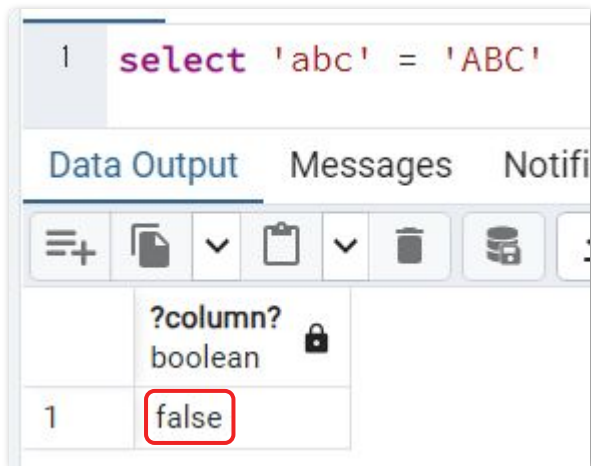 1 select 'abc' = 'ABC'
Data Output Messages
?column?
boolean
1 false